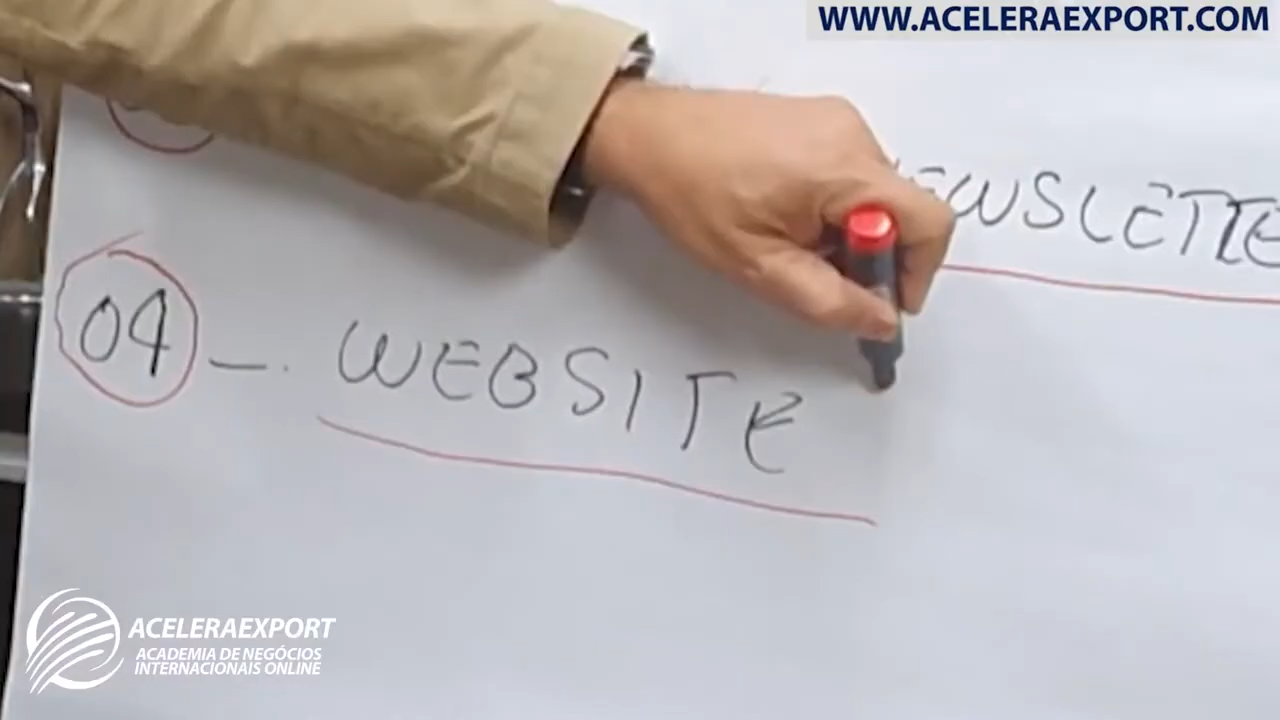 WWW.ACELERAEXPORT.COM
04 - WEBSITE
ACELERAEXPORT
ACADEMIA DE NEGÓCIOS
INTERNACIONAIS ONLINE